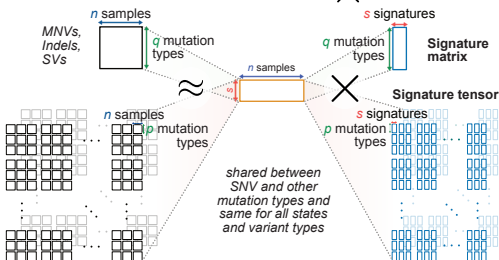 n samples
s signatures
MNVs,
Indels,
SVs
q mutation
types
q mutation
types
Signature
matrix
n samples
≈
s
×
Signature tensor
n samples
p mutation
types
s signatures
p mutation
types
shared between
SNV and other
mutation types and
same for all states
and variant types